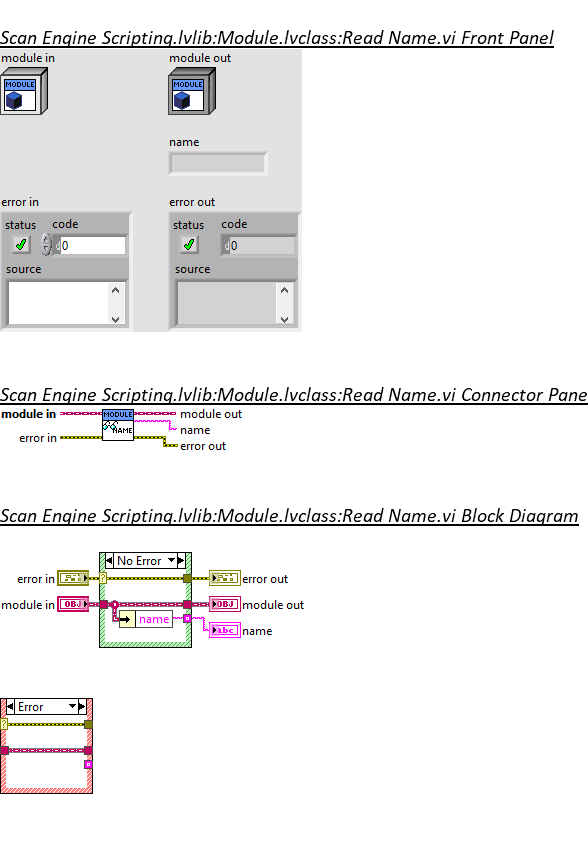 Scan Engine Scripting.lvlib:Module.lvclass:Read Name.vi Front Panel
module in
module out
MODULE
MODULE
name
error in
error out
status
code
status
code
d0
d0
source
source
Scan Engine Scripting.lvlib:Module.lvclass:Read Name.vi Connector Pane
module in
MODULE
module out
NAME
name
error in
error out
Scan Engine Scripting.lvlib:Module.lvclass:Read Name.vi Block Diagram
No Error
error in
?
error out
module in
OBJ
OBJ
module out
name
abc
name
Error
?